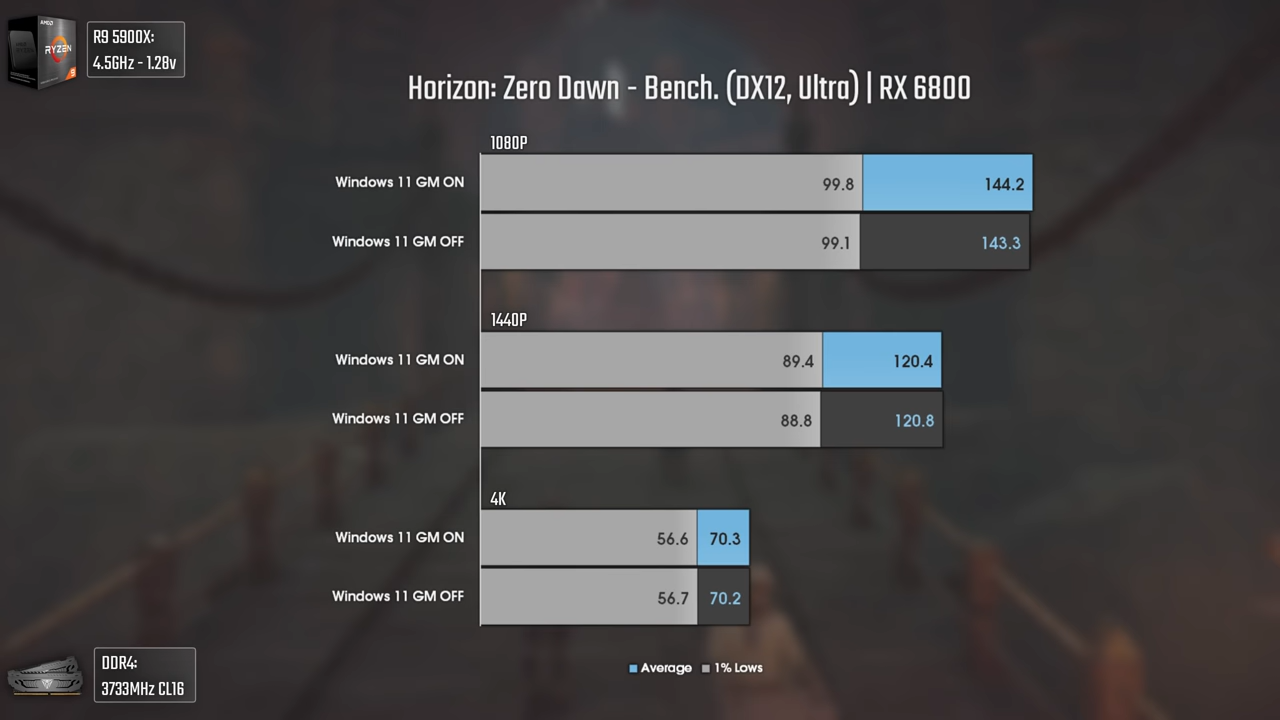 AMD
RYZEN
9
R9 5900X:
4.5GHz - 1.28v
Horizon: Zero Dawn - Bench. (DX12, Ultra) | RX 6800
1080P
Windows 11 GM ON 99.8 144.2
Windows 11 GM OFF 99.1 143.3
1440P
Windows 11 GM ON 89.4 120.4
Windows 11 GM OFF 88.8 120.8
4K
Windows 11 GM ON 56.6 70.3
Windows 11 GM OFF 56.7 70.2
Average 1% Lows
DDR4:
3733MHz CL16